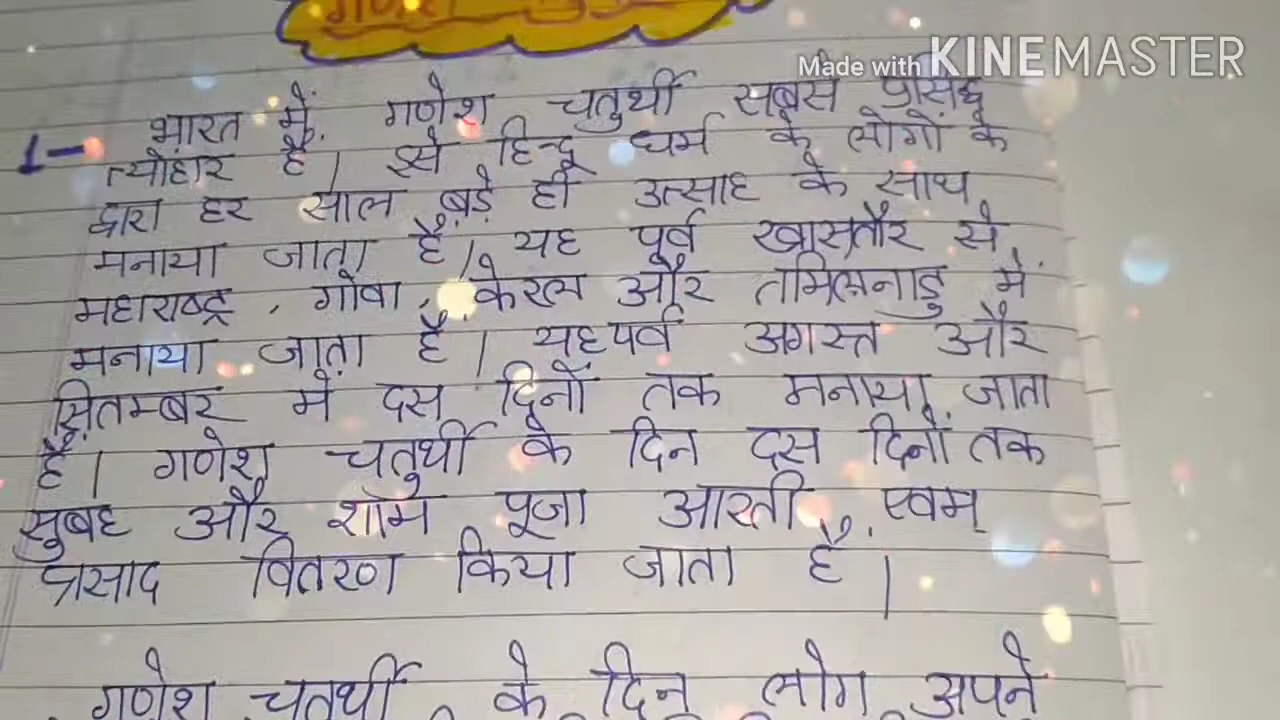 गणेश
Made with KINEMASTER
1- भारत में गणेश चतुर्थी सबसे प्रसिद्ध
त्योहार है। इसे हिन्दू धर्म के लोगों के
द्वारा हर साल बड़े ही उत्साह के साथ
मनाया जाता है। यह पूर्व खासतौर से
महाराष्ट्र, गोवा, केरल और तमिलनाडु में
मनाया जाता है। यह पर्व अगस्त और
सितम्बर में दस दिनों तक मनाया जाता
है। गणेश चतुर्थी के दिन दस दिनों तक
सुबह और शाम पूजा आरती एवम्
प्रसाद वितरण किया जाता है।
गणेश चतुर्थी के दिन लोग अपने